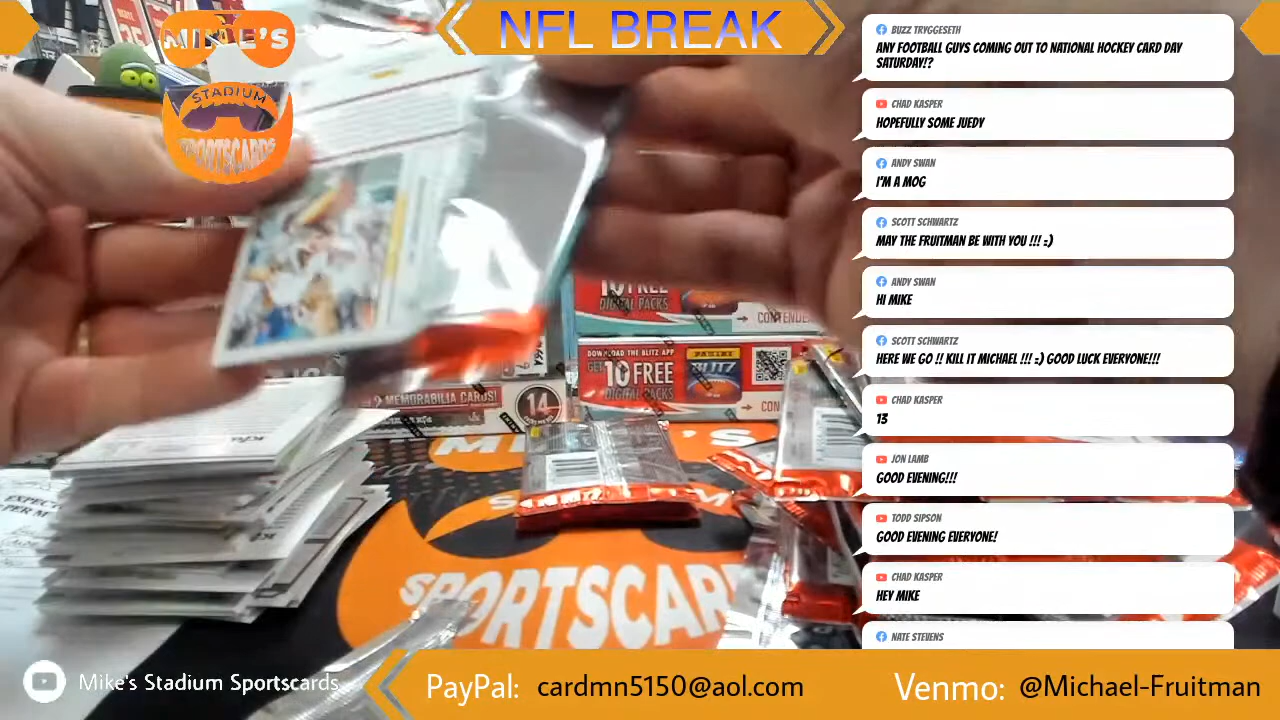 NFL BREAK
MIKE'S
STADIUM
SPORTSCARDS
BUZZ TRYGGESETH
ANY FOOTBALL GUYS COMING OUT TO NATIONAL HOCKEY CARD DAY
SATURDAY!?
CHAD KASPER
HOPEFULLY SOME JUEDY
ANDY SWAN
I'M A MOG
SCOTT SCHWARTZ
MAY THE FRUITMAN BE WITH YOU !!! :)
ANDY SWAN
HI MIKE
SCOTT SCHWARTZ
HERE WE GO !! KILL IT MICHAEL !!! :) GOOD LUCK EVERYONE!!!
CHAD KASPER
13
JON LAMB
GOOD EVENING!!!
TODD SIPSON
GOOD EVENING EVERYONE!
CHAD KASPER
HEY MIKE
NATE STEVENS
10 FREE
DIGITAL PACKS
DOWNLOAD THE BLITZ APP
GET 10 FREE
DIGITAL PACKS
PANINI
BLITZ
MEMORABILIA CARDS!
14
SPORTSCAR
Mike's Stadium Sportscards
PayPal: cardmn5150@aol.com
Venmo: @Michael-Fruitman